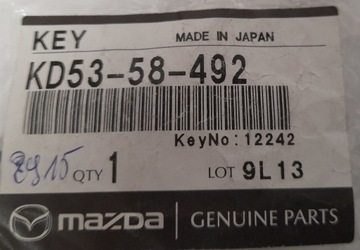 KEY MADE IN JAPAN
KD53-58-492
KeyNo: 12242
QTY 1 LOT 9L13
mazda GENUINE PARTS